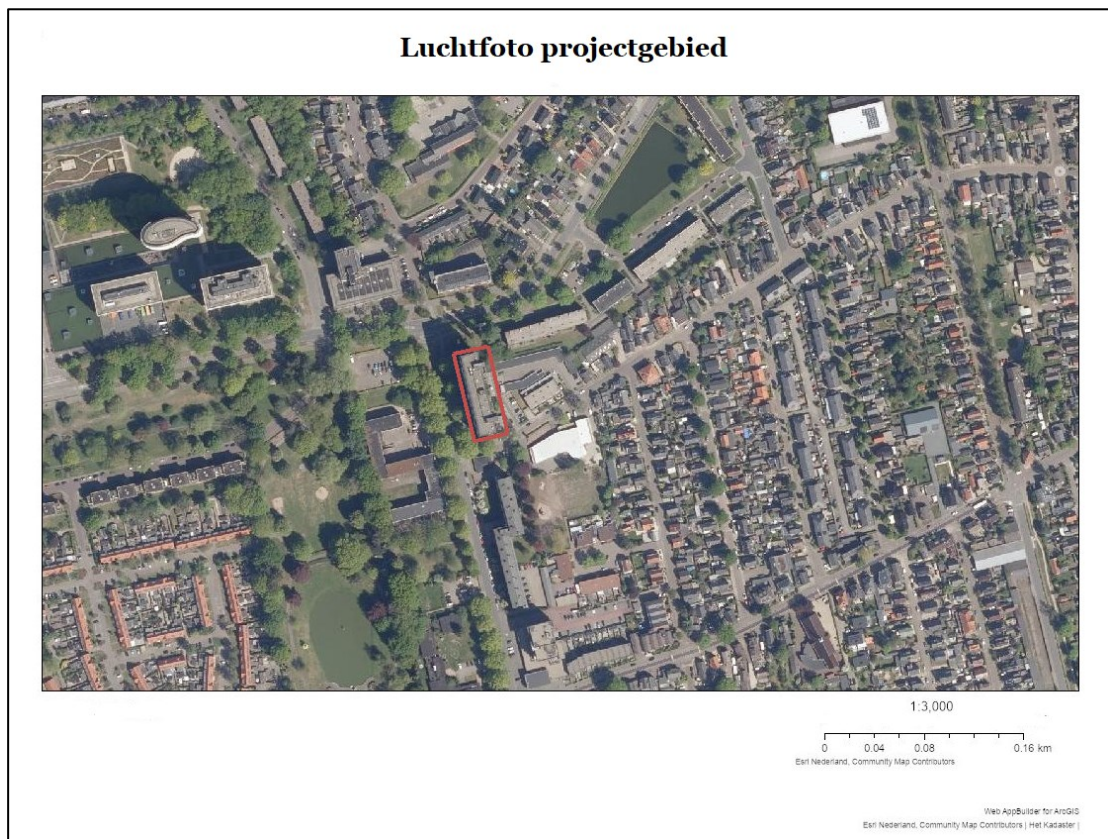 Luchtfoto projectgebied
1:3,000
0 0.04 0.08 0.16 km
Esri Nederland, Community Map Contributors
Web AppBuilder for ArcGIS
Esri Nederland, Community Map Contributors | Het Kadaster |